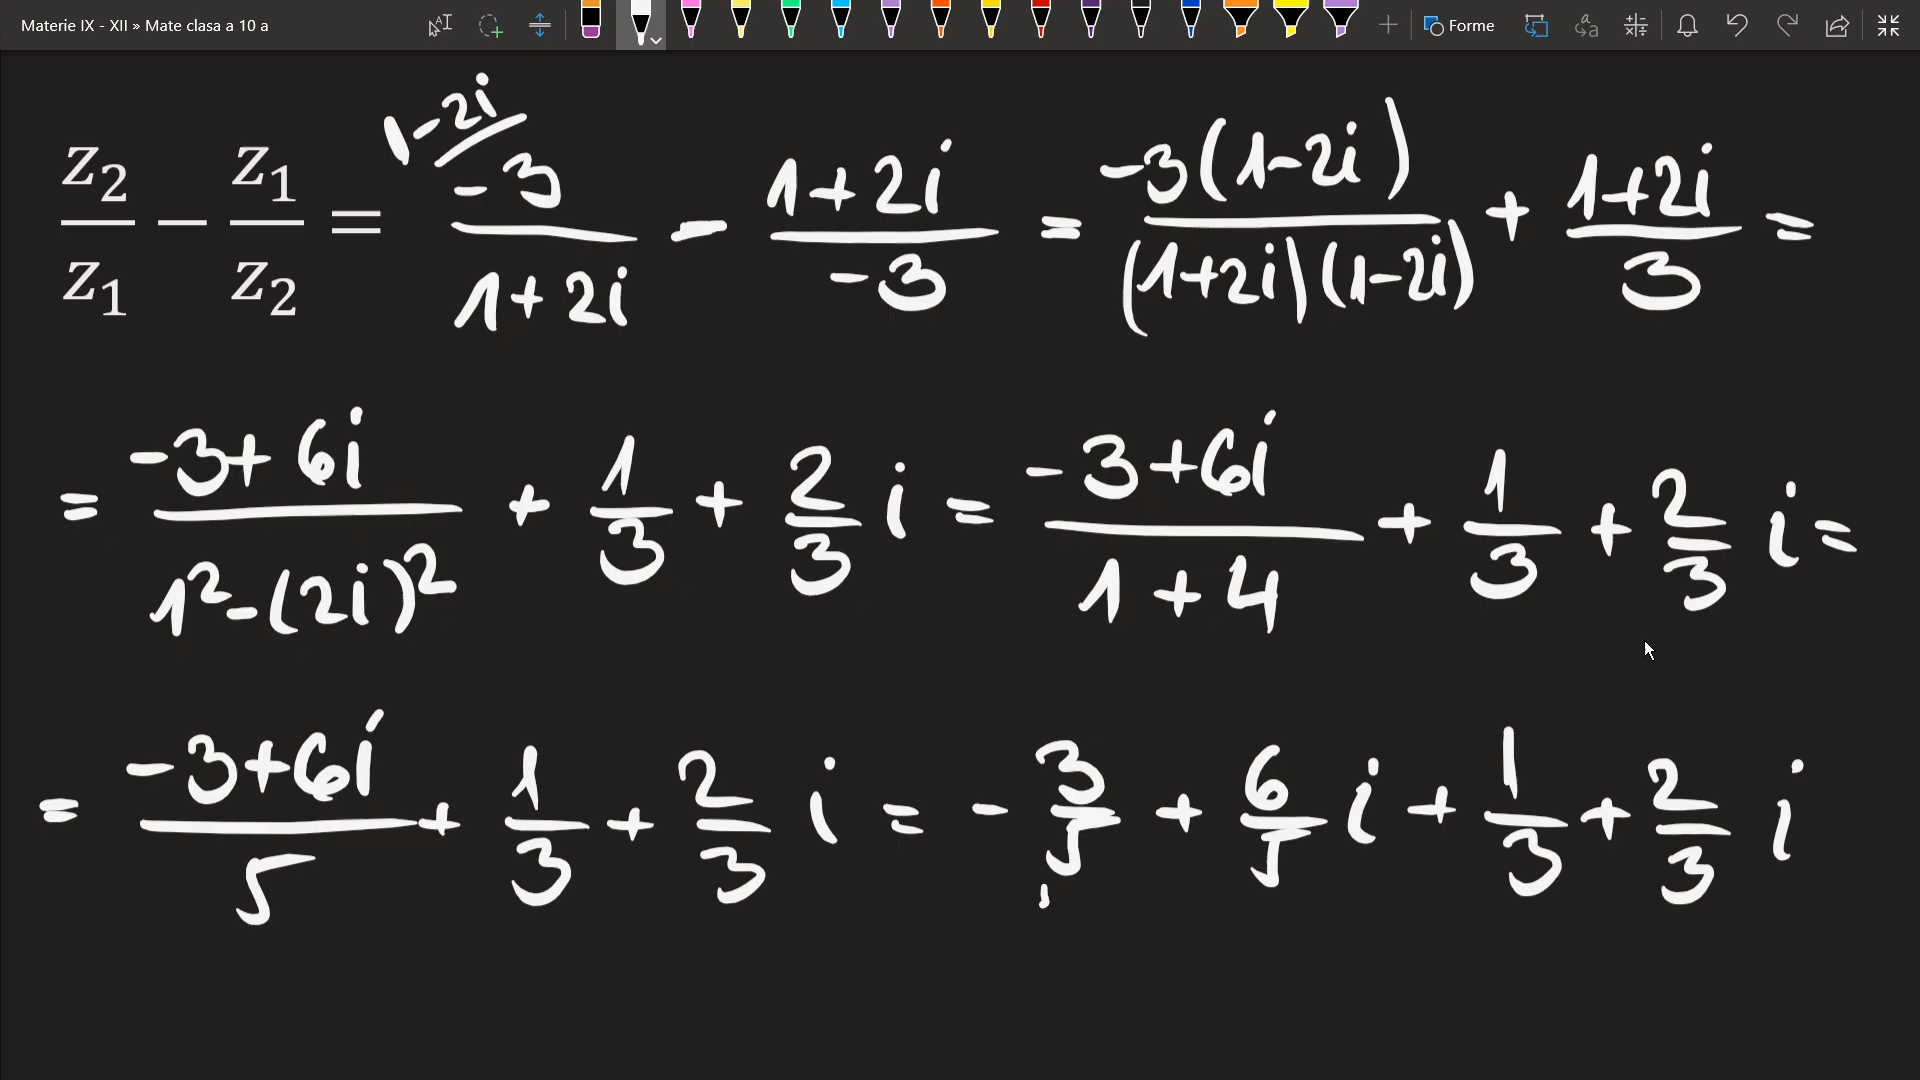 Materie IX - XII » Mate clasa a 10 a
Forme
z₂/z₁ − z₁/z₂ = -3/(1+2i) - (1+2i)/-3 = -3(1-2i)/((1+2i)(1-2i)) + (1+2i)/3 =
1-2i
= (-3+6i)/(1²-(2i)²) + 1/3 + 2/3 i = (-3+6i)/(1+4) + 1/3 + 2/3 i =
= (-3+6i)/5 + 1/3 + 2/3 i = -3/5 + 6/5 i + 1/3 + 2/3 i